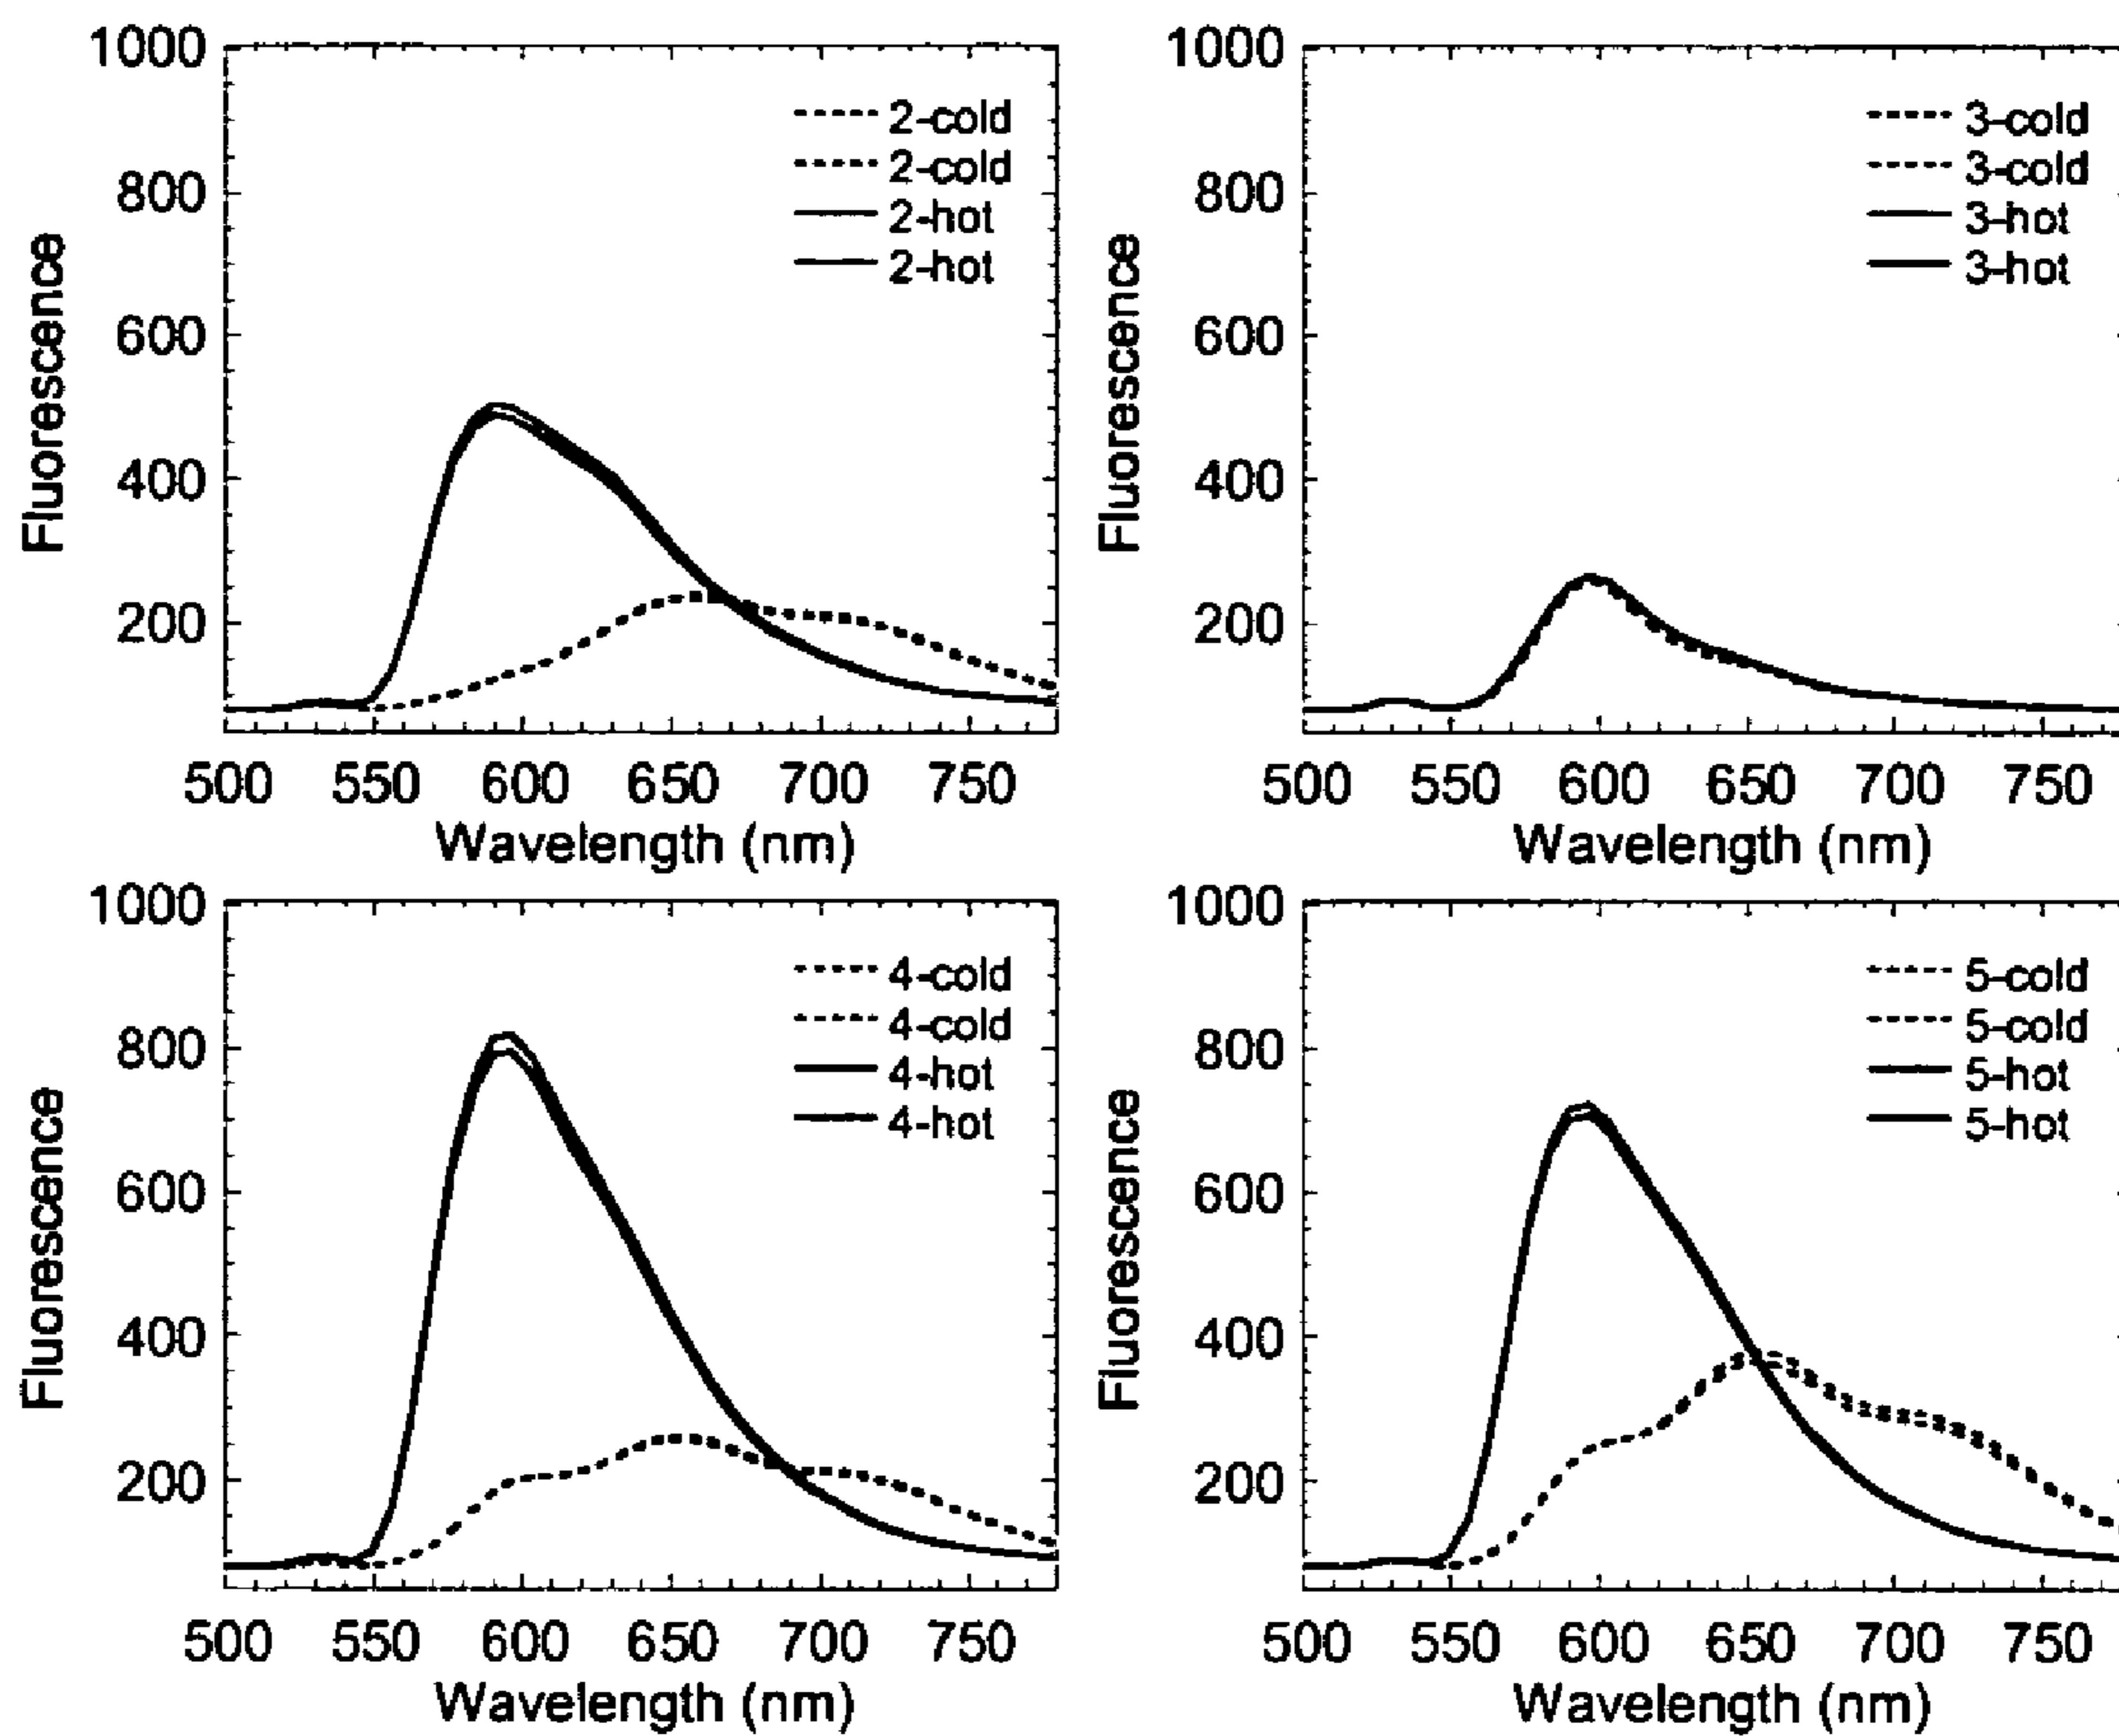 1000
800
600
400
200
Fluorescence
2-cold
2-cold
2-hot
2-hot
500 550 600 650 700 750
Wavelength (nm)
1000
800
600
400
200
Fluorescence
3-cold
3-cold
3-hot
3-hot
500 550 600 650 700 750
Wavelength (nm)
1000
800
600
400
200
Fluorescence
4-cold
4-cold
4-hot
4-hot
500 550 600 650 700 750
Wavelength (nm)
1000
800
600
400
200
Fluorescence
5-cold
5-cold
5-hot
5-hot
500 550 600 650 700 750
Wavelength (nm)